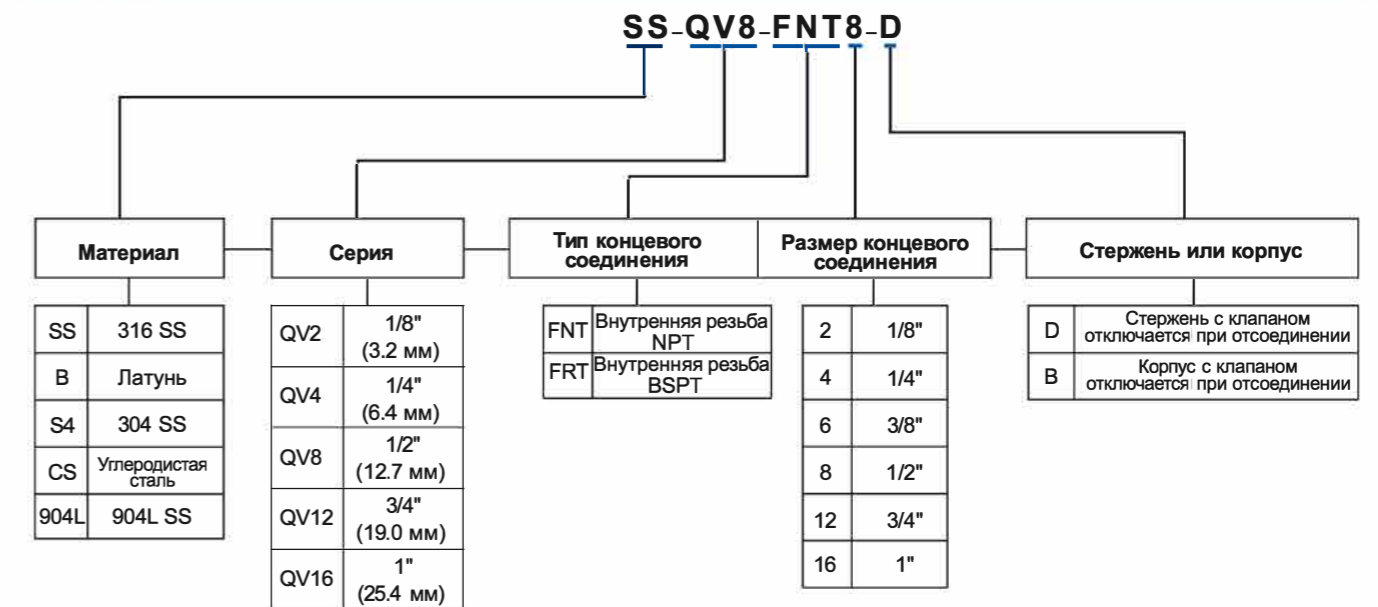 SS-QV8-FNT8-D
Материал
SS 316 SS
B Латунь
S4 304 SS
CS Углеродистая
сталь
904L 904L SS
Серия
QV2 1/8"
(3.2 мм)
QV4 1/4"
(6.4 мм)
QV8 1/2"
(12.7 мм)
QV12 3/4"
(19.0 мм)
QV16 1"
(25.4 мм)
Тип концевого
соединения
FNT Внутренняя резьба
NPT
FRT Внутренняя резьба
BSPT
Размер концевого
соединения
2 1/8"
4 1/4"
6 3/8"
8 1/2"
12 3/4"
16 1"
Стержень или корпус
D Стержень с клапаном
отключается при отсоединении
B Корпус с клапаном
отключается при отсоединении